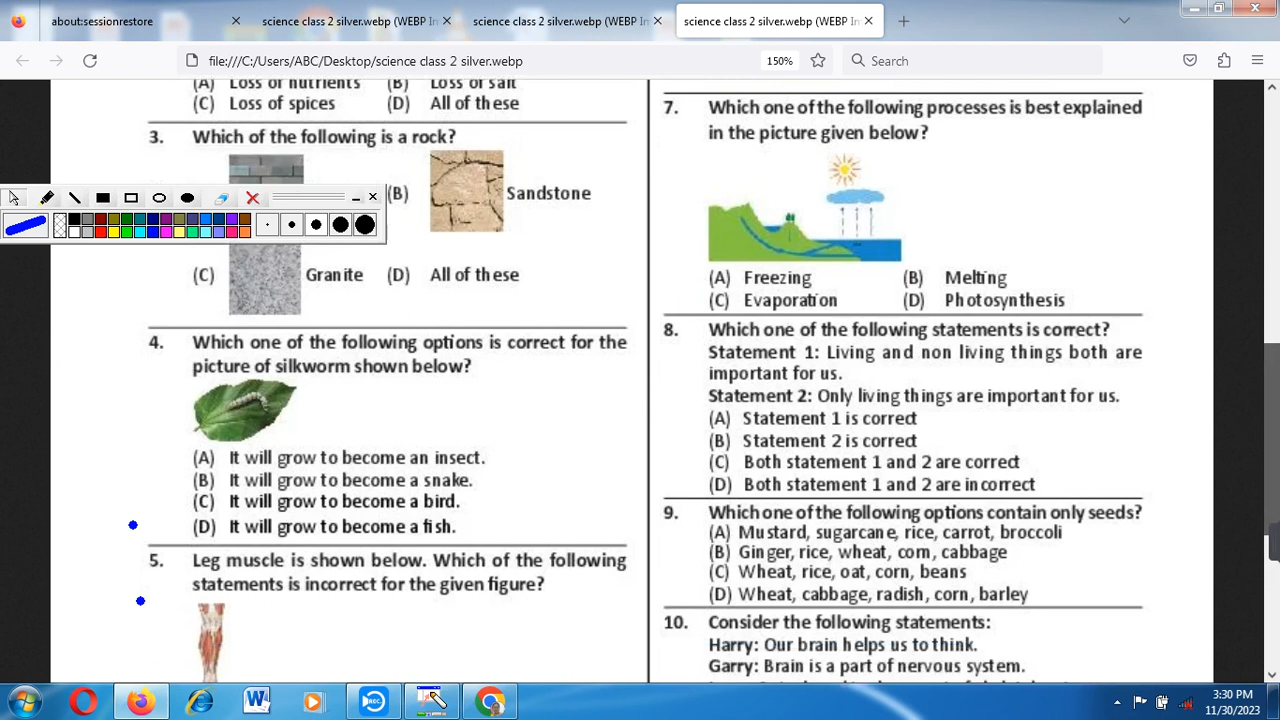 about:sessionrestore
science class 2 silver.webp (WEBP In
science class 2 silver.webp (WEBP In
science class 2 silver.webp (WEBP In
file:///C:/Users/ABC/Desktop/science class 2 silver.webp
150%
Search
(A) Loss of nutrients (B) Loss of salt
(C) Loss of spices (D) All of these
3. Which of the following is a rock?
(B) Sandstone
(C) Granite (D) All of these
4. Which one of the following options is correct for the
picture of silkworm shown below?
(A) It will grow to become an insect.
(B) It will grow to become a snake.
(C) It will grow to become a bird.
(D) It will grow to become a fish.
5. Leg muscle is shown below. Which of the following
statements is incorrect for the given figure?
7. Which one of the following processes is best explained
in the picture given below?
(A) Freezing (B) Melting
(C) Evaporation (D) Photosynthesis
8. Which one of the following statements is correct?
Statement 1: Living and non living things both are
important for us.
Statement 2: Only living things are important for us.
(A) Statement 1 is correct
(B) Statement 2 is correct
(C) Both statement 1 and 2 are correct
(D) Both statement 1 and 2 are incorrect
9. Which one of the following options contain only seeds?
(A) Mustard, sugarcane, rice, carrot, broccoli
(B) Ginger, rice, wheat, corn, cabbage
(C) Wheat, rice, oat, corn, beans
(D) Wheat, cabbage, radish, corn, barley
10. Consider the following statements:
Harry: Our brain helps us to think.
Garry: Brain is a part of nervous system.
REC
3:30 PM
11/30/2023